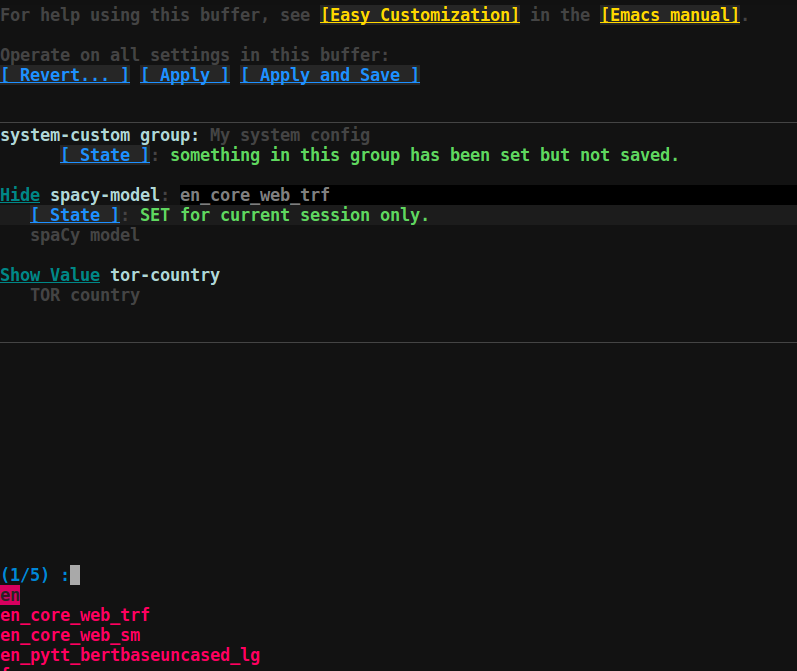 For help using this buffer, see [Easy Customization] in the [Emacs manual].
Operate on all settings in this buffer:
[ Revert... ] [ Apply ] [ Apply and Save ]
system-custom group: My system config
[ State ]: something in this group has been set but not saved.
Hide spacy-model: en_core_web_trf
[ State ]: SET for current session only.
spaCy model
Show Value tor-country
TOR country
(1/5) :
en
en_core_web_trf
en_core_web_sm
en_pytt_bertbaseuncased_lg